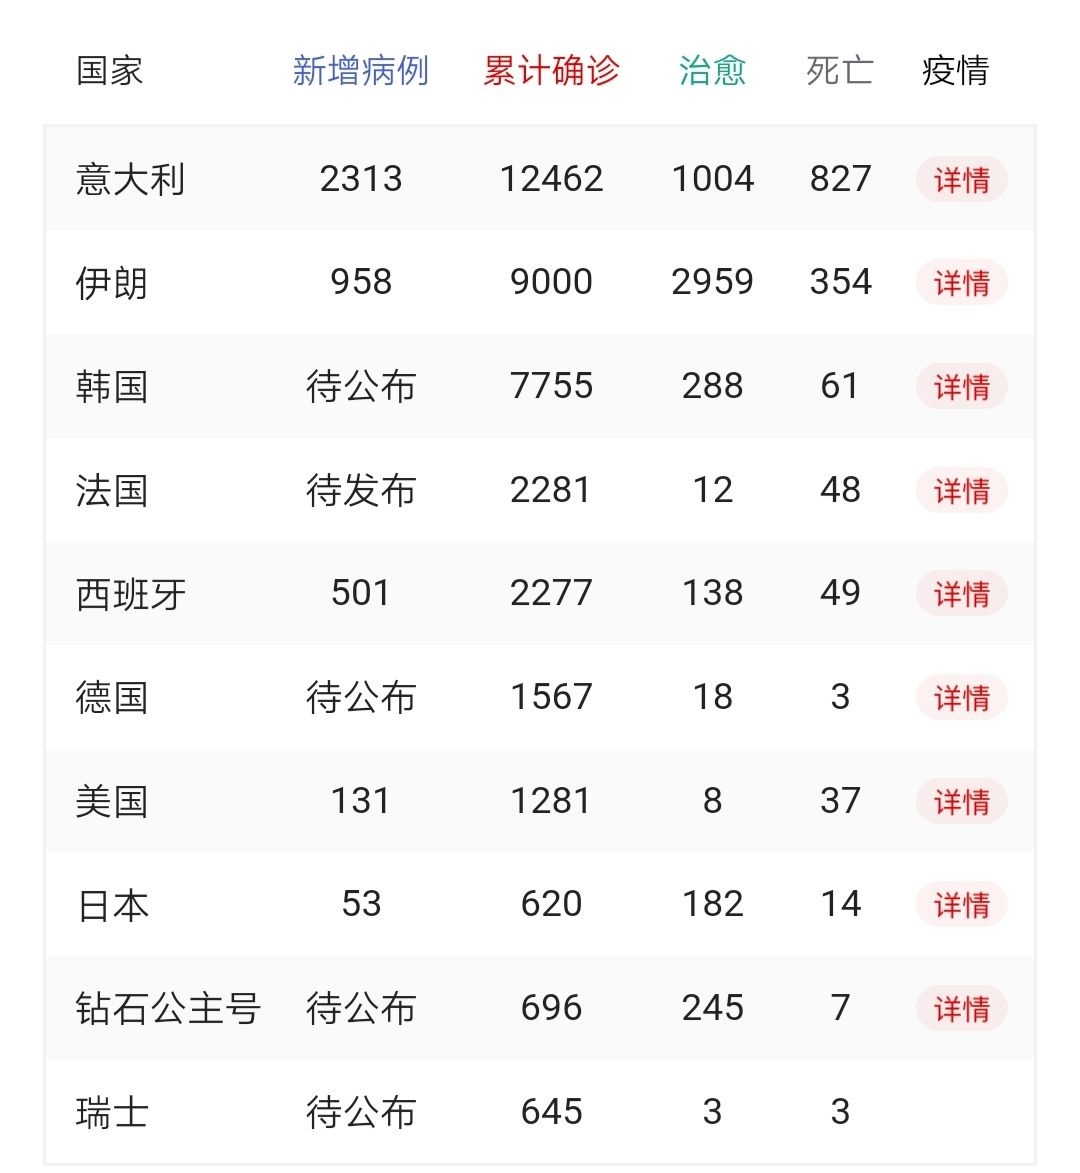 国家 新增病例 累计确诊 治愈 死亡 疫情
意大利 2313 12462 1004 827 详情
伊朗 958 9000 2959 354 详情
韩国 待公布 7755 288 61 详情
法国 待发布 2281 12 48 详情
西班牙 501 2277 138 49 详情
德国 待公布 1567 18 3 详情
美国 131 1281 8 37 详情
日本 53 620 182 14 详情
钻石公主号 待公布 696 245 7 详情
瑞士 待公布 645 3 3